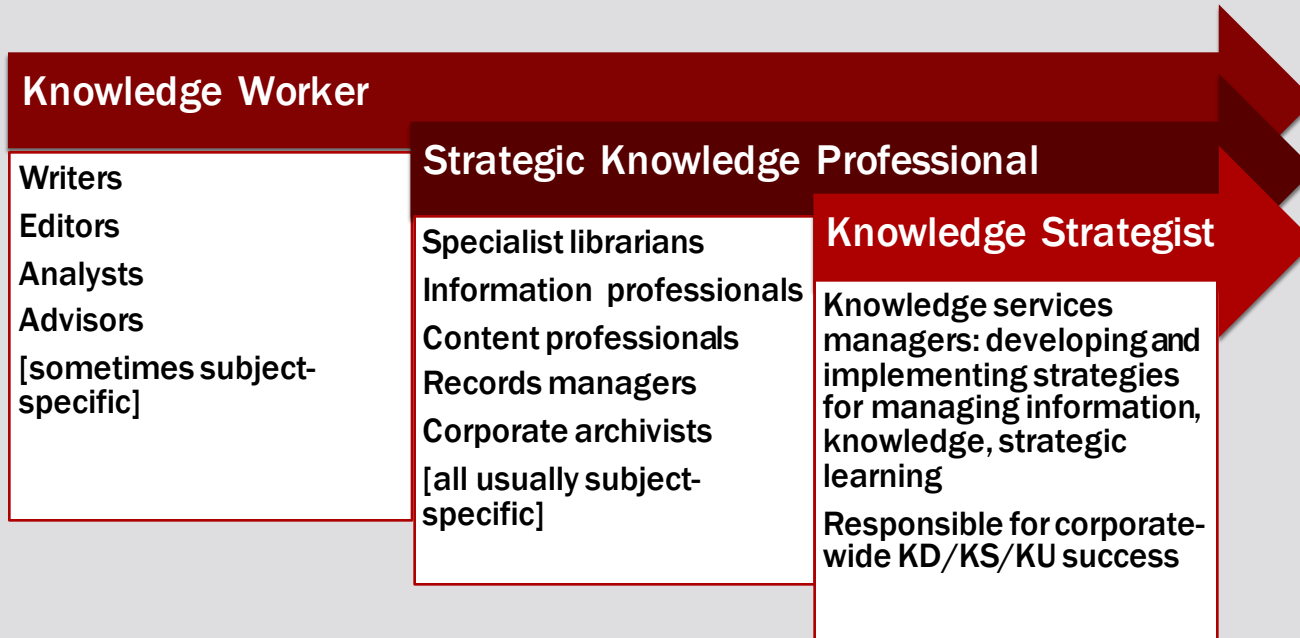 Knowledge Worker
Writers
Editors
Analysts
Advisors
[sometimes subject-
specific]
Strategic Knowledge Professional
Specialist librarians
Information professionals
Content professionals
Records managers
Corporate archivists
[all usually subject-
specific]
Knowledge Strategist
Knowledge services
managers: developing and
implementing strategies
for managing information,
knowledge, strategic
learning
Responsible for corporate-
wide KD/KS/KU success